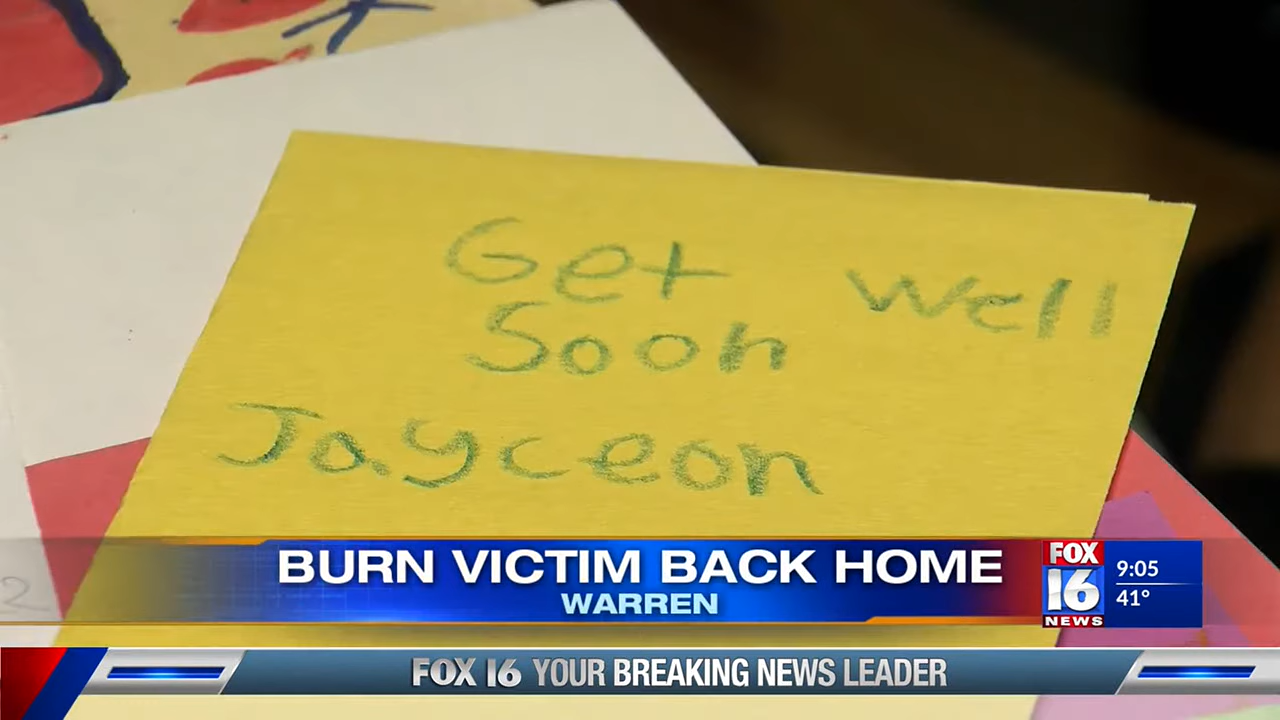 Get Well
Soon
Jayceon
2
BURN VICTIM BACK HOME
WARREN
FOX
16
NEWS
9:05
41°
FOX 16 YOUR BREAKING NEWS LEADER